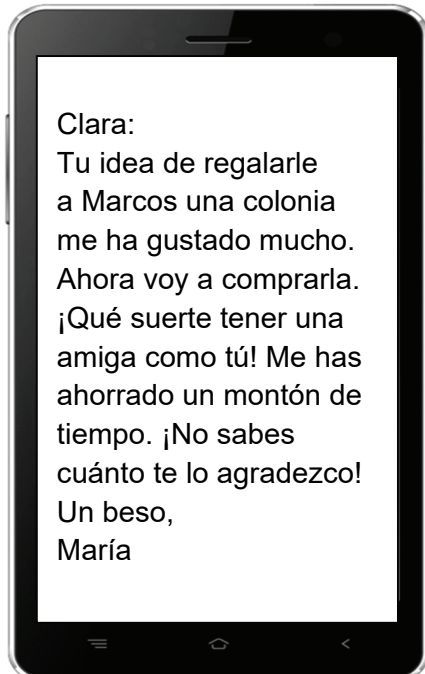 Clara:
Tu idea de regalarle
a Marcos una colonia
me ha gustado mucho.
Ahora voy a comprarla.
¡Qué suerte tener una
amiga como tú! Me has
ahorrado un montón de
tiempo. ¡No sabes
cuánto te lo agradezco!
Un beso,
María